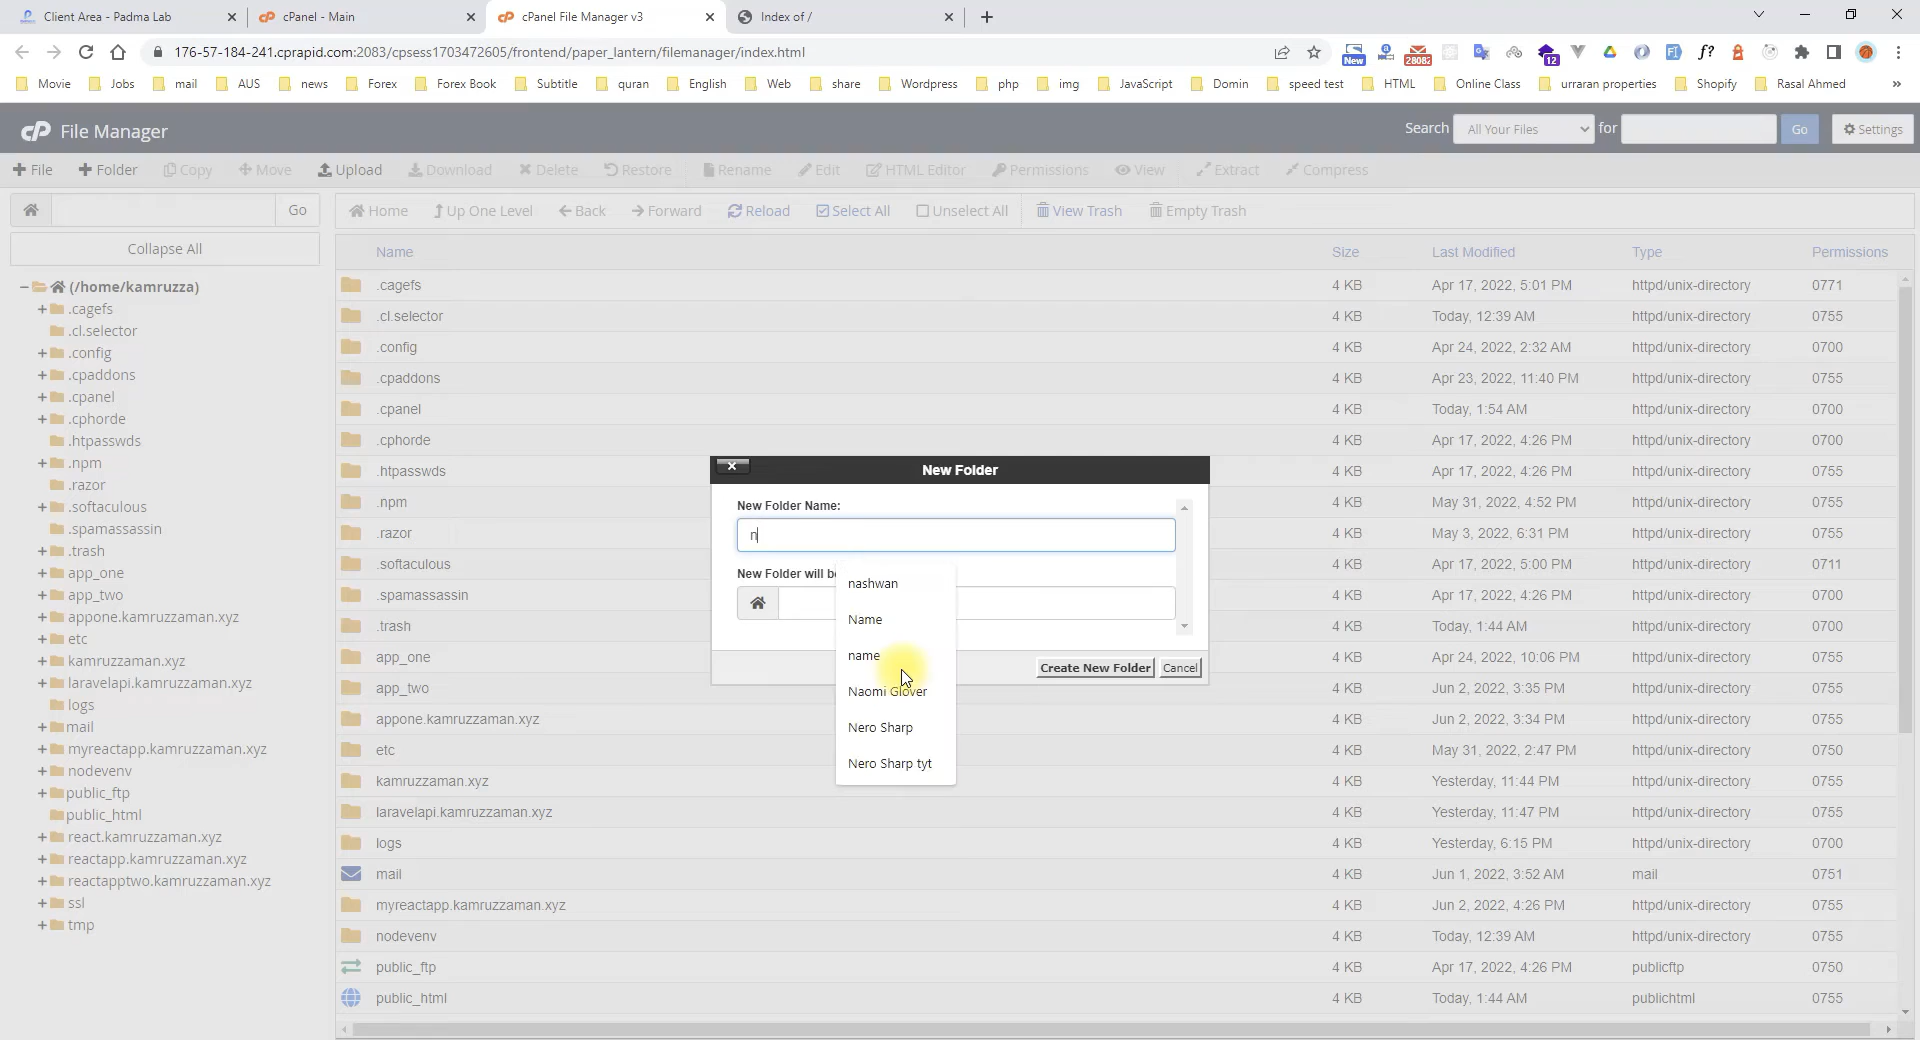 Client Area - Padma Lab
cPanel - Main
cPanel File Manager v3
Index of /
176-57-184-241.cprapid.com:2083/cpsess1703472605/frontend/paper_lantern/filemanager/index.html
New
28082
12
f?
Movie Jobs mail AUS news Forex Forex Book Subtitle quran English Web share Wordpress php img JavaScript Domin speed test HTML Online Class urraran properties Shopify Rasal Ahmed »
cP File Manager
Search All Your Files for Go Settings
File Folder Copy Move Upload Download Delete Restore Rename Edit HTML Editor Permissions View Extract Compress
Go Home Up One Level Back Forward Reload Select All Unselect All View Trash Empty Trash
Collapse All
(/home/kamruzza)
.cagefs
.cl.selector
.config
.cpaddons
.cpanel
.cphorde
.htpasswds
.npm
.razor
.softaculous
.spamassassin
.trash
app_one
app_two
appone.kamruzzaman.xyz
etc
kamruzzaman.xyz
laravelapi.kamruzzaman.xyz
logs
mail
myreactapp.kamruzzaman.xyz
nodevenv
public_ftp
public_html
react.kamruzzaman.xyz
reactapp.kamruzzaman.xyz
reactapptwo.kamruzzaman.xyz
ssl
tmp
Name Size Last Modified Type Permissions
.cagefs 4 KB Apr 17, 2022, 5:01 PM httpd/unix-directory 0771
.cl.selector 4 KB Today, 12:39 AM httpd/unix-directory 0755
.config 4 KB Apr 24, 2022, 2:32 AM httpd/unix-directory 0700
.cpaddons 4 KB Apr 23, 2022, 11:40 PM httpd/unix-directory 0755
.cpanel 4 KB Today, 1:54 AM httpd/unix-directory 0700
.cphorde 4 KB Apr 17, 2022, 4:26 PM httpd/unix-directory 0700
.htpasswds 4 KB Apr 17, 2022, 4:26 PM httpd/unix-directory 0755
.npm 4 KB May 31, 2022, 4:52 PM httpd/unix-directory 0755
.razor 4 KB May 3, 2022, 6:31 PM httpd/unix-directory 0755
.softaculous 4 KB Apr 17, 2022, 5:00 PM httpd/unix-directory 0711
.spamassassin 4 KB Apr 17, 2022, 4:26 PM httpd/unix-directory 0700
.trash 4 KB Today, 1:44 AM httpd/unix-directory 0700
app_one 4 KB Apr 24, 2022, 10:06 PM httpd/unix-directory 0755
app_two 4 KB Jun 2, 2022, 3:35 PM httpd/unix-directory 0755
appone.kamruzzaman.xyz 4 KB Jun 2, 2022, 3:34 PM httpd/unix-directory 0755
etc 4 KB May 31, 2022, 2:47 PM httpd/unix-directory 0750
kamruzzaman.xyz 4 KB Yesterday, 11:44 PM httpd/unix-directory 0755
laravelapi.kamruzzaman.xyz 4 KB Yesterday, 11:47 PM httpd/unix-directory 0755
logs 4 KB Yesterday, 6:15 PM httpd/unix-directory 0700
mail 4 KB Jun 1, 2022, 3:52 AM mail 0751
myreactapp.kamruzzaman.xyz 4 KB Jun 2, 2022, 4:26 PM httpd/unix-directory 0755
nodevenv 4 KB Today, 12:39 AM httpd/unix-directory 0755
public_ftp 4 KB Apr 17, 2022, 4:26 PM publicftp 0750
public_html 4 KB Today, 1:44 AM publichtml 0755
New Folder
New Folder Name:
n
New Folder will be
nashwan
Name
name
Naomi Glover
Nero Sharp
Nero Sharp tyt
Create New Folder Cancel